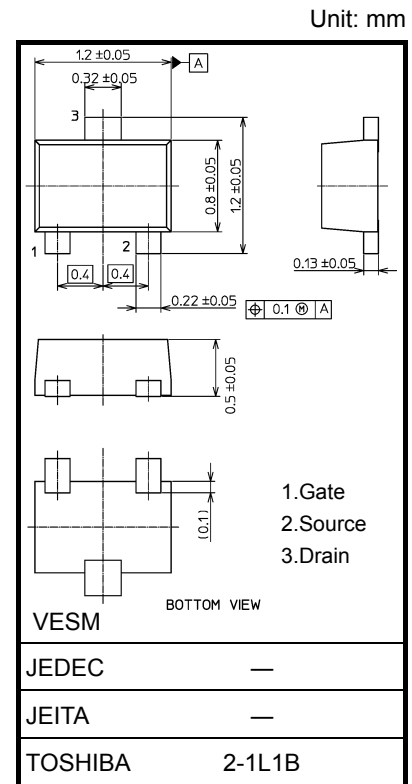 Unit: mm
1.2 ±0.05
A
0.32 ±0.05
3
0.8 ±0.05
1.2 ±0.05
1
2
0.13 ±0.05
0.4
0.4
0.22 ±0.05
⌖ 0.1 Ⓜ A
0.5 ±0.05
(0.1)
1.Gate
2.Source
3.Drain
BOTTOM VIEW
VESM
JEDEC —
JEITA —
TOSHIBA 2-1L1B